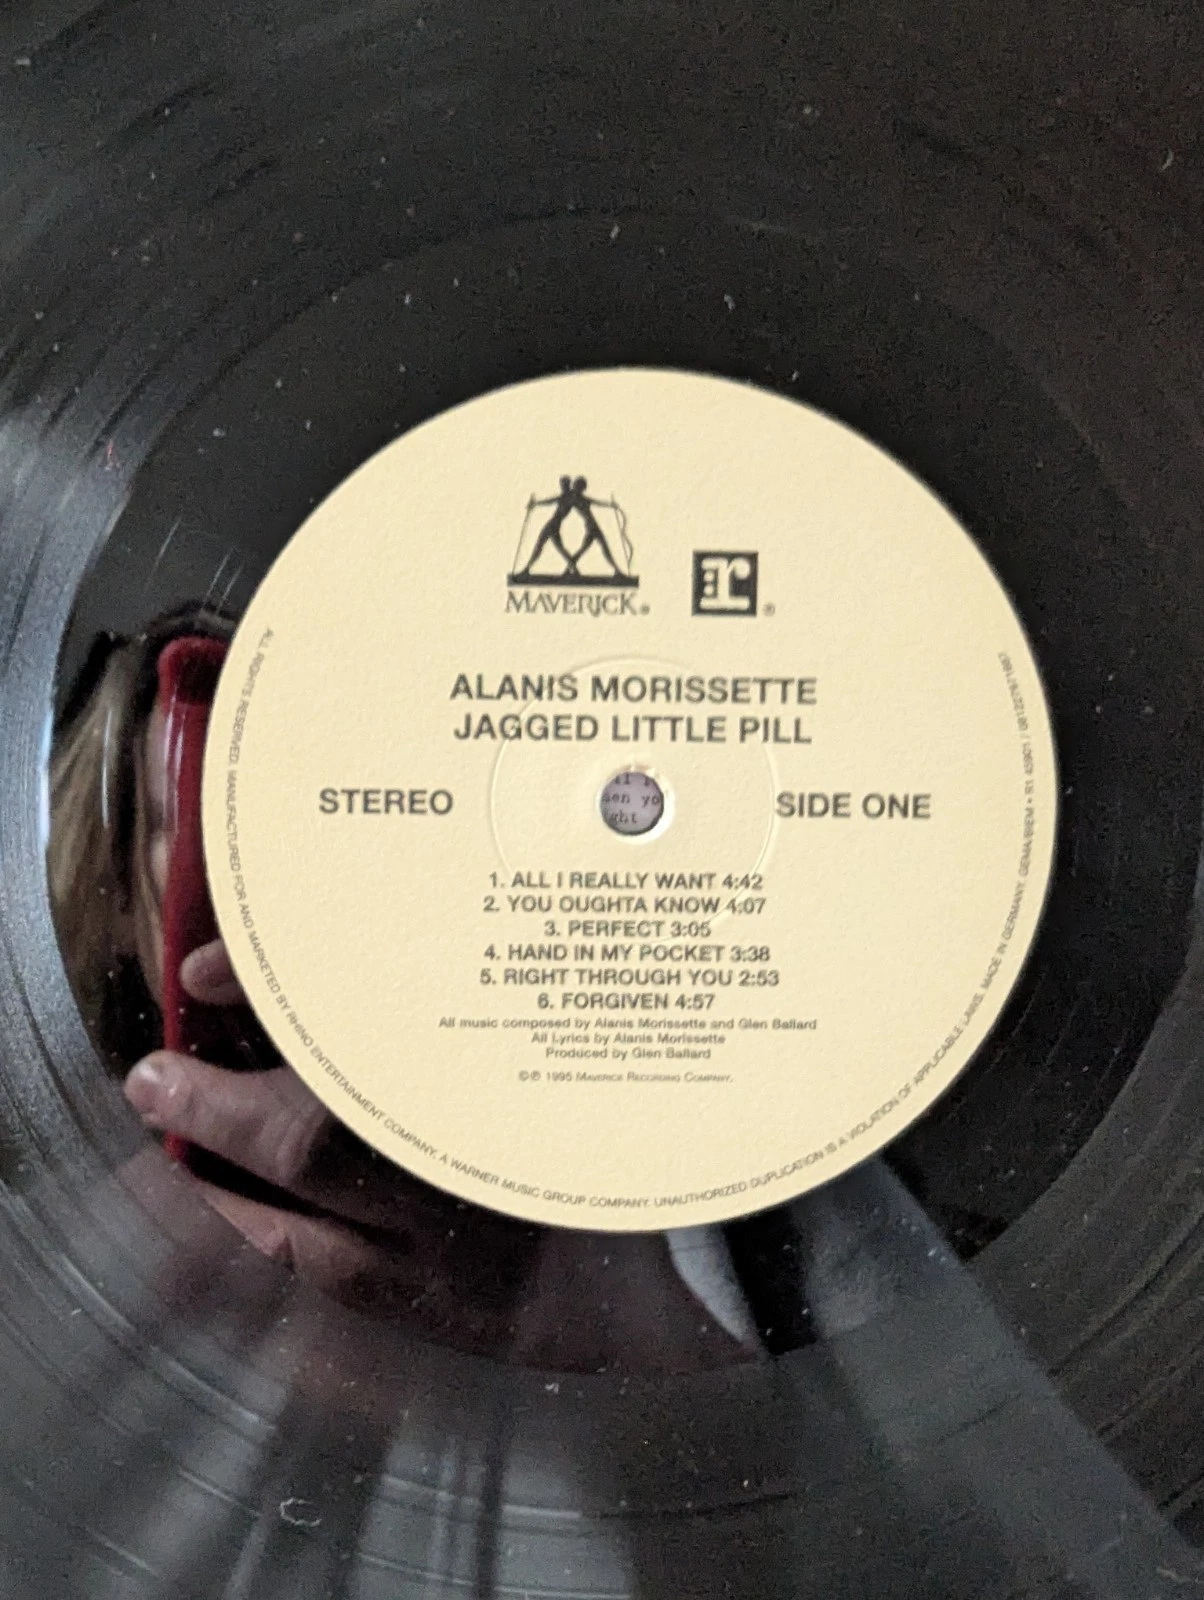 MAVERICK®
r®
ALANIS MORISSETTE
JAGGED LITTLE PILL
STEREO
SIDE ONE
1. ALL I REALLY WANT 4:42
2. YOU OUGHTA KNOW 4:07
3. PERFECT 3:05
4. HAND IN MY POCKET 3:38
5. RIGHT THROUGH YOU 2:53
6. FORGIVEN 4:57
All music composed by Alanis Morissette and Glen Ballard
All Lyrics by Alanis Morissette
Produced by Glen Ballard
©℗ 1995 MAVERICK RECORDING COMPANY.
ALL RIGHTS RESERVED. MANUFACTURED FOR AND MARKETED BY RHINO ENTERTAINMENT COMPANY, A WARNER MUSIC GROUP COMPANY. UNAUTHORIZED DUPLICATION IS A VIOLATION OF APPLICABLE LAWS. MADE IN GERMANY. GEMA/BIEM • R1 45901 /